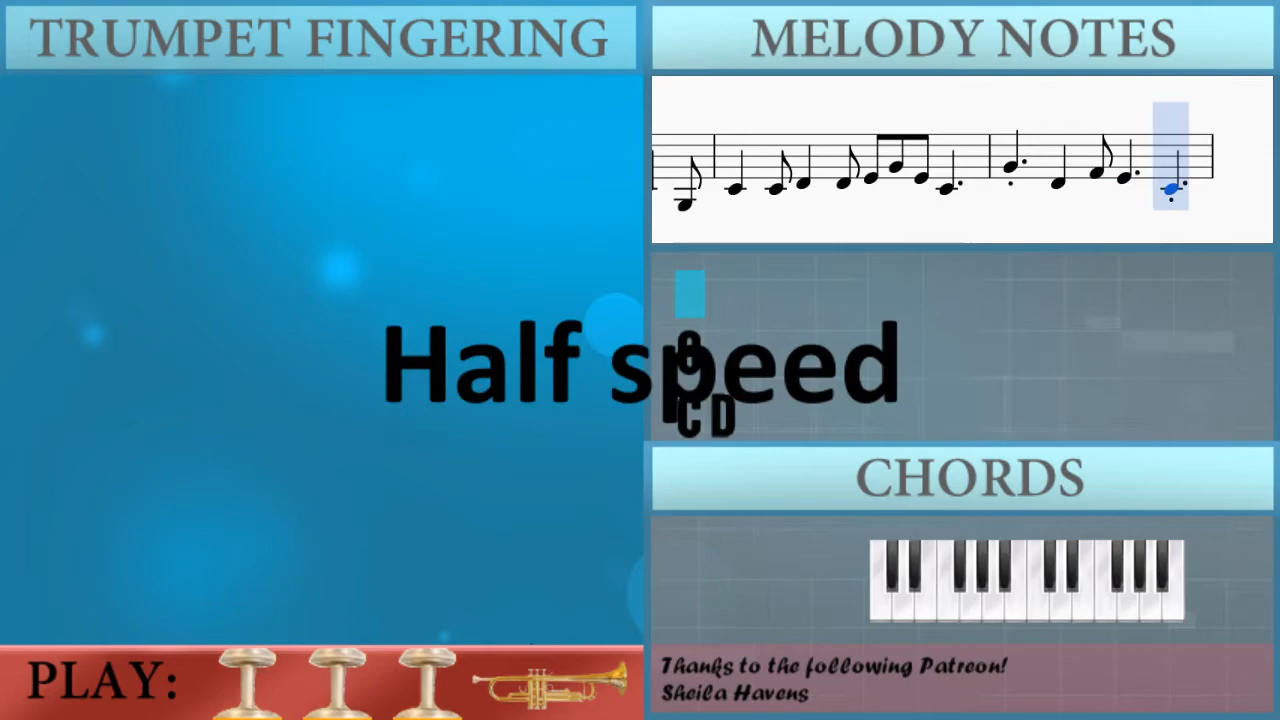 TRUMPET FINGERING
MELODY NOTES
Half speed
C D
CHORDS
PLAY:
Thanks to the following Patreon!
Sheila Havens